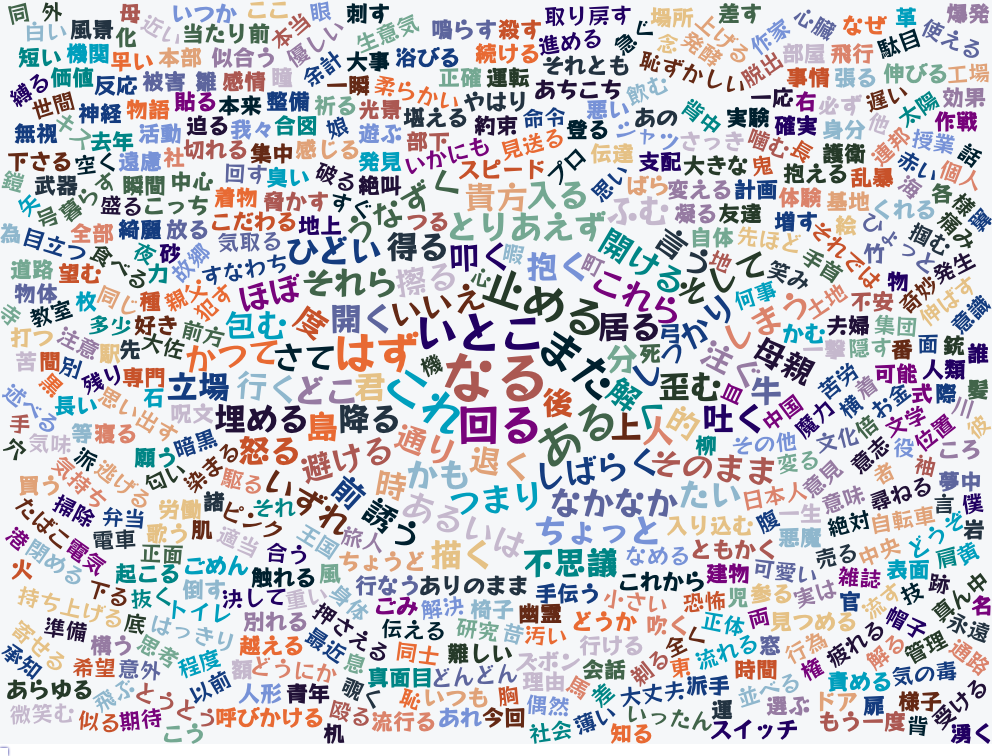 同 外 母 近い いつか ここ 本当 眼 刺す 取り戻す 急ぐ 場所 上げる 差す 作家 心臓 なぜ 革 使える 爆発
白い 風景 化 当たり前 優しい 生意気 鳴らす 殺す 進める 念 発酵 脱出 部屋 飛行 駄目
短い 機関 平い 本部 似合う 余計 大事 浴びる 続ける それとも 恥ずかしい 事情 張る 伸びる 工場
縛る 価値 反応 被害 雛 感情 瞳 一瞬 柔らかい 正確 運転 あちこち 飲む 一応 右 必ず 遅い 太陽 効果
世間 神経 物語 貼る 本来 整備 祈る 光景 堪える やはり 悪い 背中 実験 確実 身分 他 連邦 作戦
無視 去年 活動 迫る 我々 合図 娘 遊ぶ 部下 約束 命令 登る シャツ あの さっき 噛む 長 護衛 赤い 授業 話
下さる 空く 遠慮 社 切れる 集中 感じる 発見 いかにも 見送る プロ 伝達 支配 大きな 鬼 抱える 乱暴 海 個人
鎧 武器 暮らす 瞬間 中心 回す 臭い 破る 絶叫 スピード 思い ばら 変える 計画 体験 基地 各 様々
矢 号 盛る こっち 着物 脅かす すぐ うなずく 貴方 入る ふむ 凝る 友達 増す 絵 くれる 掴む 痛み
為 目立つ 全部 綺麗 放る こだわる 地上 つる とりあえず 開ける 言う 自体 先ほど それでは ひょっと
道路 望む 食べる 夜 砂 力 故郷 気取る すなわち ひどい 得る 叩く 暇 抱く 町 これら そして 地 笑み 手首 竹 物 奇妙 発生
物体 寺 教室 枚 同じ 種 親父 犯す ほぼ それら 擦る 心 止める 居る 弓 うっかり 何事 しまう 土地 不安 伸ばす 意識
打つ 多少 好き 前方 包む 度 開く いいえ いとこ また 分 死 注ぐ かむ 夫婦 集団
苦 間 注意 駅 先 大佐 かつて さて はず 機 なる 解く 歪む 皿 母親 一撃 隠す 番 面 銃 誰
別 黒 残り 専門 石 立場 行く どこ 君 これ 後 ある 牛 苦労 着 可能 人類 髪
述べる 長い 思い出す 呪文 埋める 島 降る 回る 上 人 的 吐く 中国 魔力 横 お金 式 際 川
手 穴 気味 等 寝る 暗黒 怒る 避ける 通り 退く 柳 その他 文化 倍 文学 位置 彼
派 願う 匂い 染まる いずれ 前 時 かも しばらく そのまま 変る 意志 役 ころ
買う 気持ち 逃げる 駆る 誘う あるいは つまり なかなか たい 日本人 意見 意味 者 袖 夢中
たばこ 掃除 弁当 労働 諸 それ ピンク 旅人 ちょっと 入り込む 腹 一生 尋ねる 言 僕
港 電気 電車 歌う 肌 適当 王国 描く 不思議 なめる ともかく 悪魔 絶対 自転車 どうぞ 岩
火 閉める 正面 ごめん 合う ちょうど 建物 可愛い 売る 中央 表面 肩 黄
下る 起こる 触れる 風 行なう ありのまま 手伝う これから 恐怖 児 参る 実は 雑誌 官 技 跡 真ん中
持ち上げる 抜く トイレ 倒す 決して 重い 身体 ごみ 解決 椅子 幽霊 小さい 両 見つめる 流す 名
準備 底 はっきり 別れる 押さえる 伝える 研究 奇 汚い どうか 吹く 正体 帽子 永遠
寄せる 構う 思考 越える 最近 息 同士 難しい ズボン 行ける 全 流れる 窓 行為 疲れる 解る 管理 通路
承知 希望 意外 程度 額 どうにか 真面目 どんどん 理由 会話 剃る 東 時間 権 責める 気の毒
あらゆる 飛ぶ 以前 人形 青年 覗く 恥 いつも 胸 馬 差 大丈夫 派手 並べる 選ぶ ドア 扉 様子 受ける
微笑む 似る 期待 とうとう 呼びかける 殴る 流行る あれ 今回 偶然 薄い いったん 運 もう一度 背
こう 机 社会 知る スイッチ 湧く